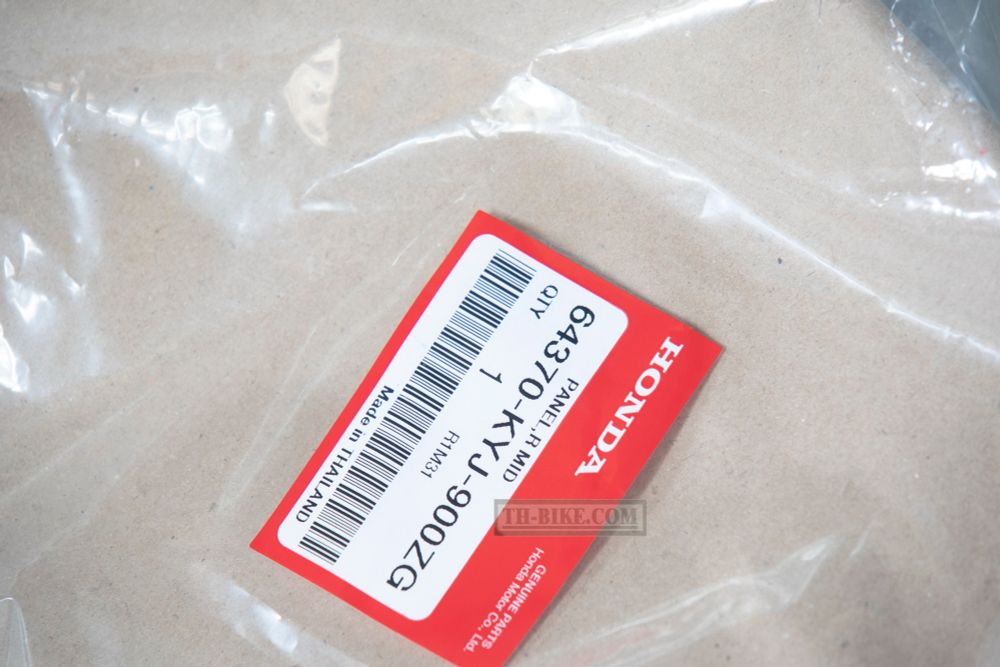 HONDA
PANEL,R MID
64370-KYJ-900ZG
QTY 1
R1M31
Made in THAILAND
GENUINE PARTS
Honda Motor Co., Ltd.
TH-BIKE.COM